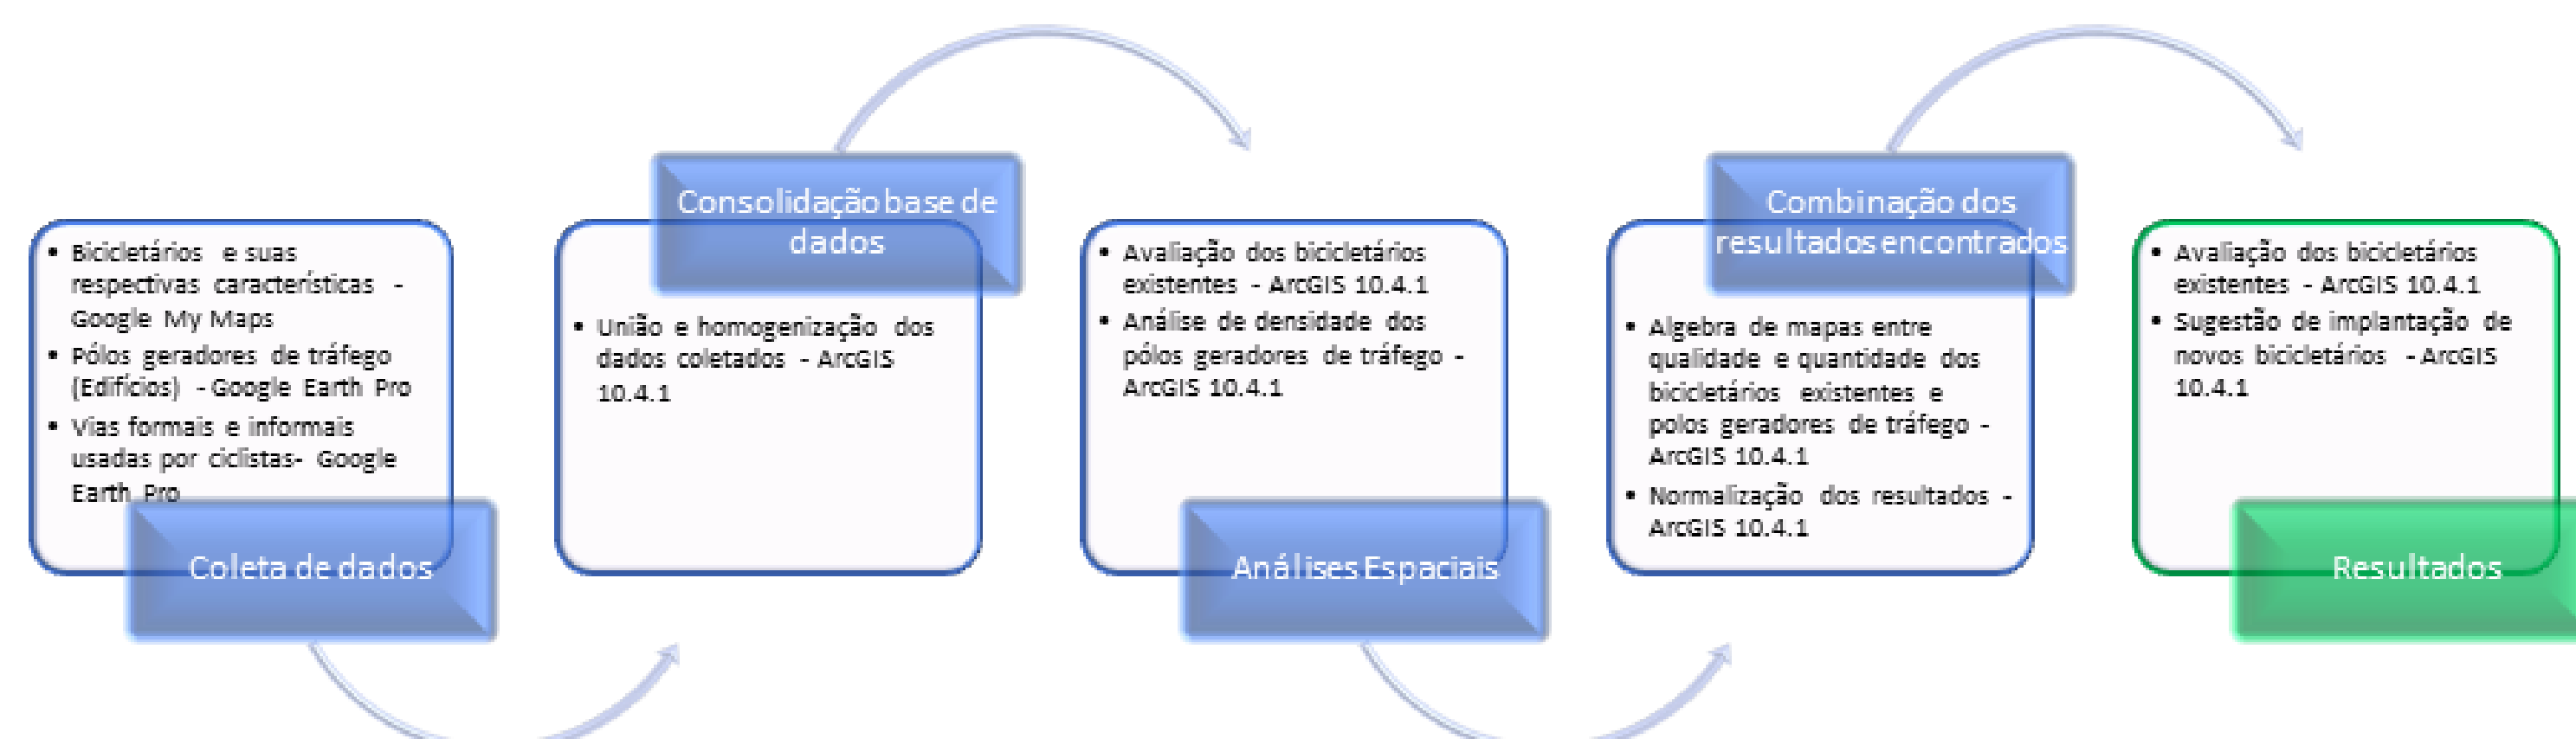 • Bicicletários e suas
respectivas características -
Google My Maps
• Pólos geradores de tráfego
(Edifícios) - Google Earth Pro
• Vias formais e informais
usadas por ciclistas- Google
Earth Pro
Coleta de dados
Consolidação base de
dados
• União e homogenização dos
dados coletados - ArcGIS
10.4.1
• Avaliação dos bicicletários
existentes - ArcGIS 10.4.1
• Análise de densidade dos
pólos geradores de tráfego -
ArcGIS 10.4.1
Análises Espaciais
Combinação dos
resultados encontrados
• Algebra de mapas entre
qualidade e quantidade dos
bicicletários existentes e
polos geradores de tráfego -
ArcGIS 10.4.1
• Normalização dos resultados -
ArcGIS 10.4.1
• Avaliação dos bicicletários
existentes - ArcGIS 10.4.1
• Sugestão de implantação de
novos bicicletários - ArcGIS
10.4.1
Resultados